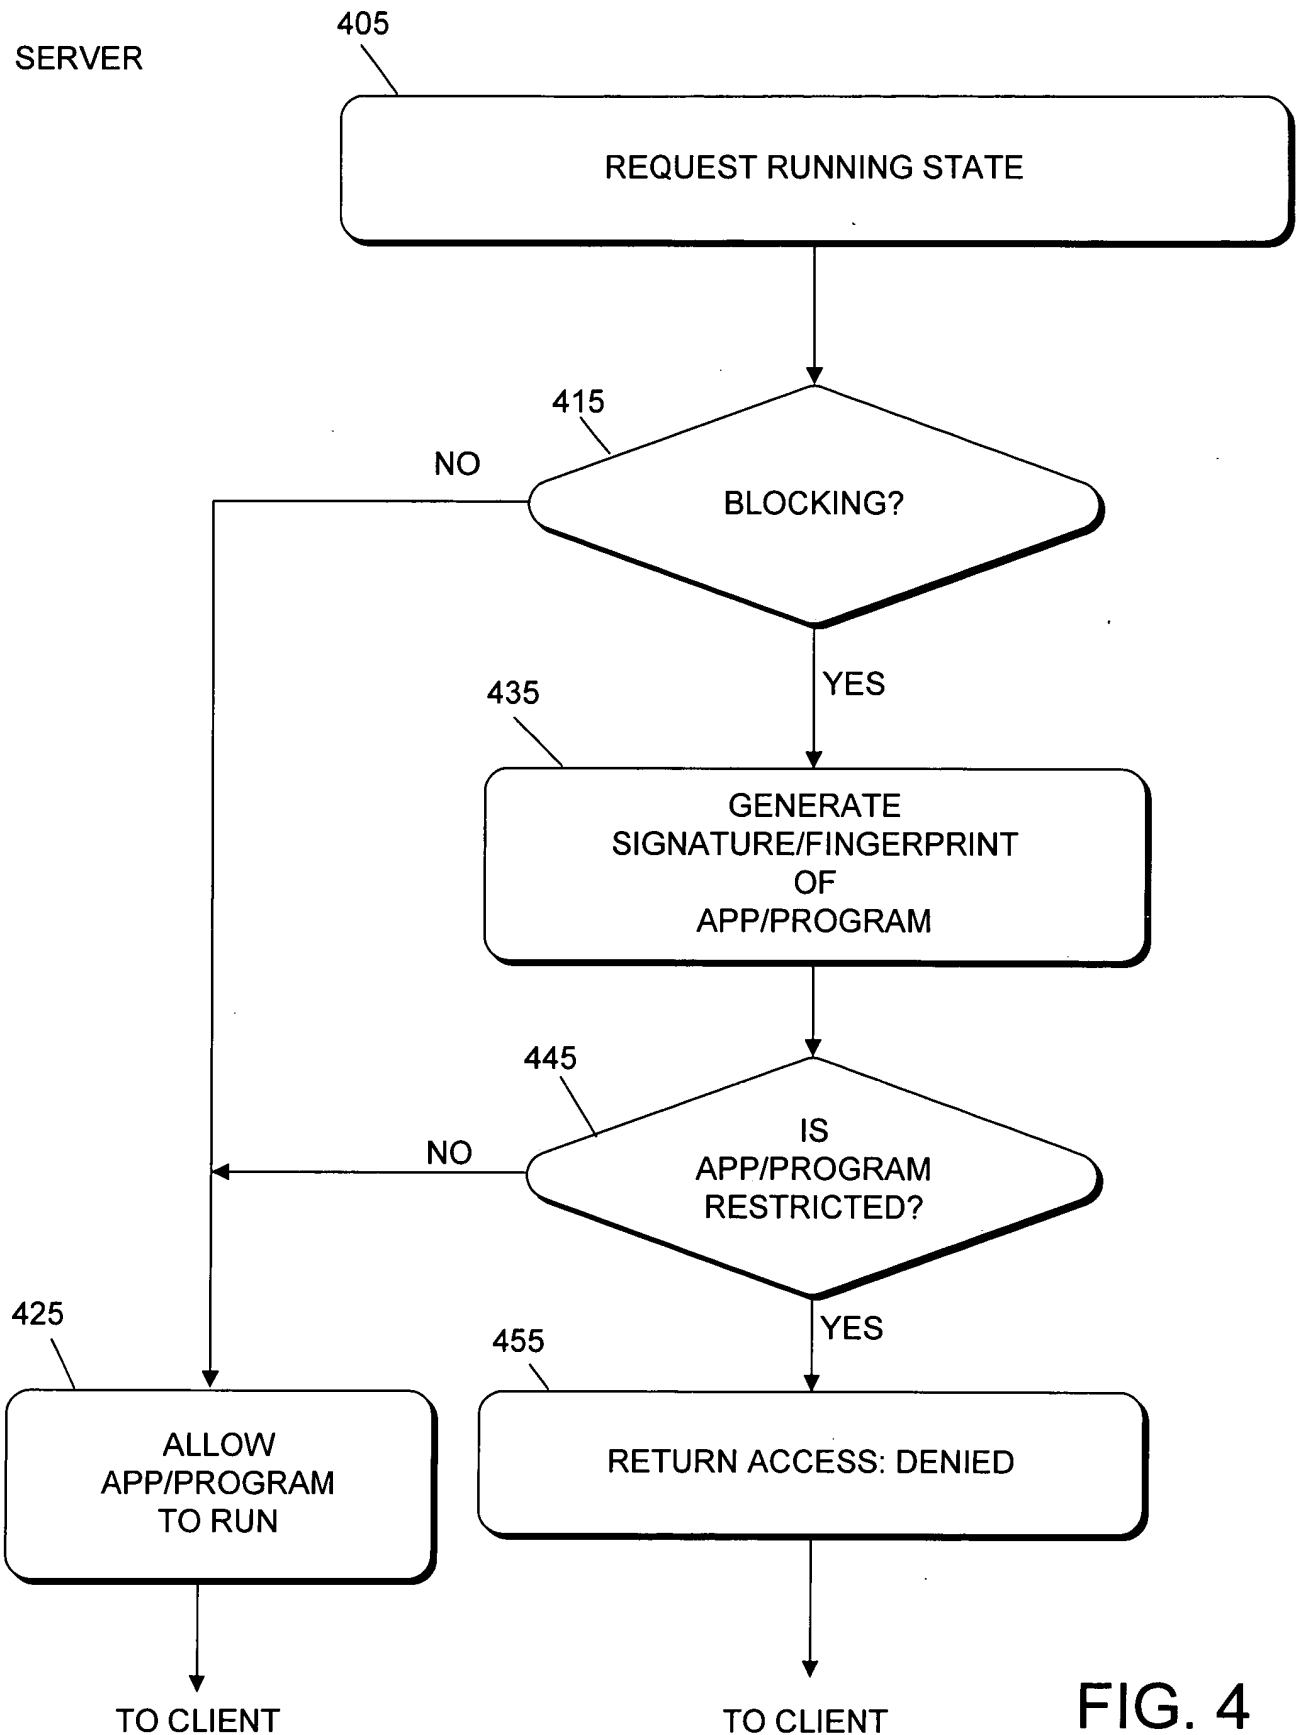 405
SERVER
REQUEST RUNNING STATE
415
NO
BLOCKING?
YES
435
GENERATE
SIGNATURE/FINGERPRINT
OF
APP/PROGRAM
445
NO
IS
APP/PROGRAM
RESTRICTED?
YES
425
455
ALLOW
APP/PROGRAM
TO RUN
RETURN ACCESS: DENIED
TO CLIENT
TO CLIENT
FIG. 4